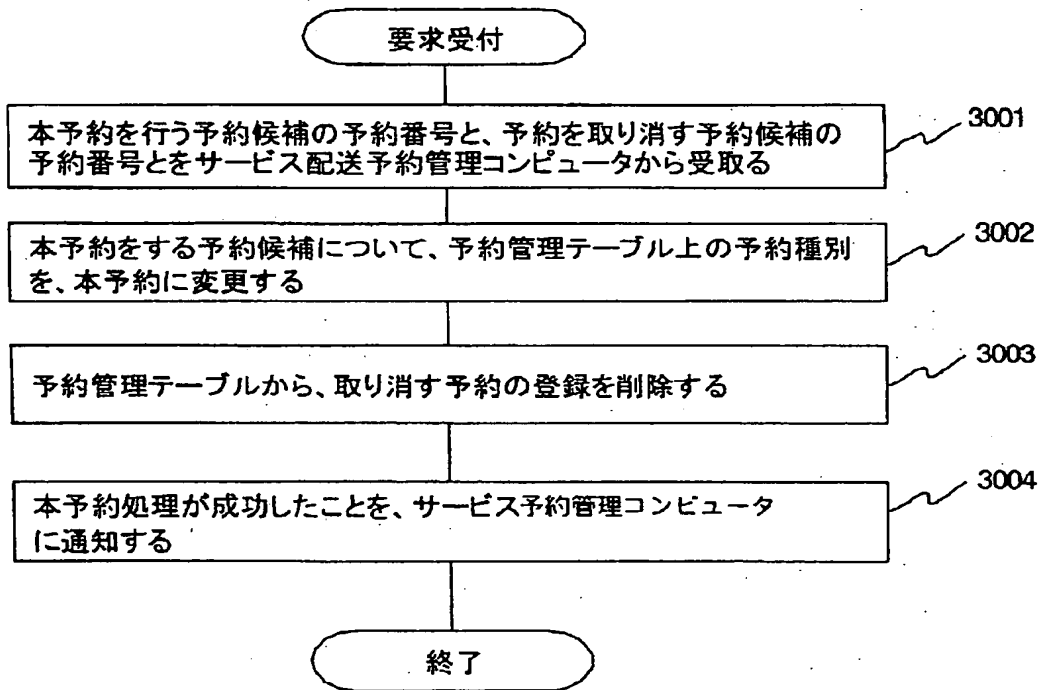 要求受付
本予約を行う予約候補の予約番号と、予約を取り消す予約候補の
予約番号とをサービス配送予約管理コンピュータから受取る
3001
本予約をする予約候補について、予約管理テーブル上の予約種別
を、本予約に変更する
3002
予約管理テーブルから、取り消す予約の登録を削除する
3003
本予約処理が成功したことを、サービス予約管理コンピュータ
に通知する
3004
終了